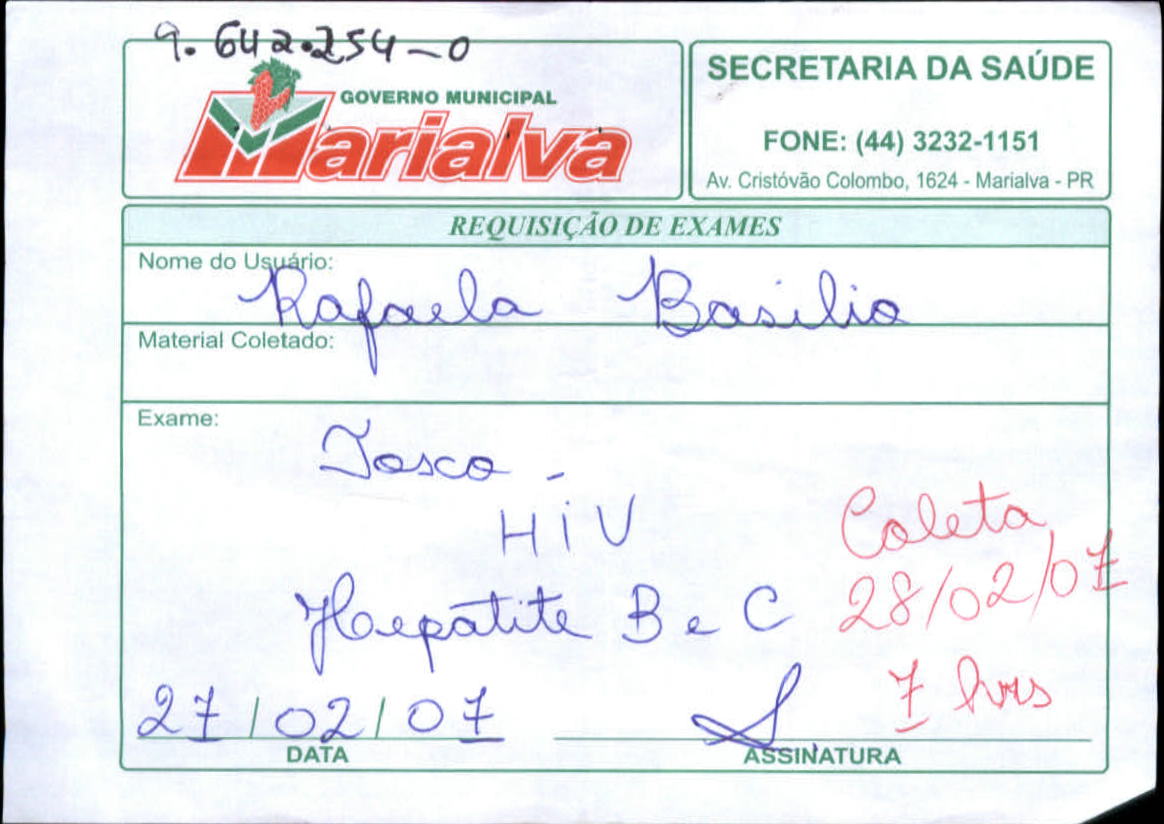 9.642.254-0
GOVERNO MUNICIPAL
Marialva
SECRETARIA DA SAÚDE
FONE: (44) 3232-1151
Av. Cristóvão Colombo, 1624 - Marialva - PR
REQUISIÇÃO DE EXAMES
Nome do Usuário:
Rafaela Basilio
Material Coletado:
Exame:
Tosco -
HIV
Hepatite B e C
Coleta
28/02/07
7 hrs
27/02/07
DATA
ASSINATURA